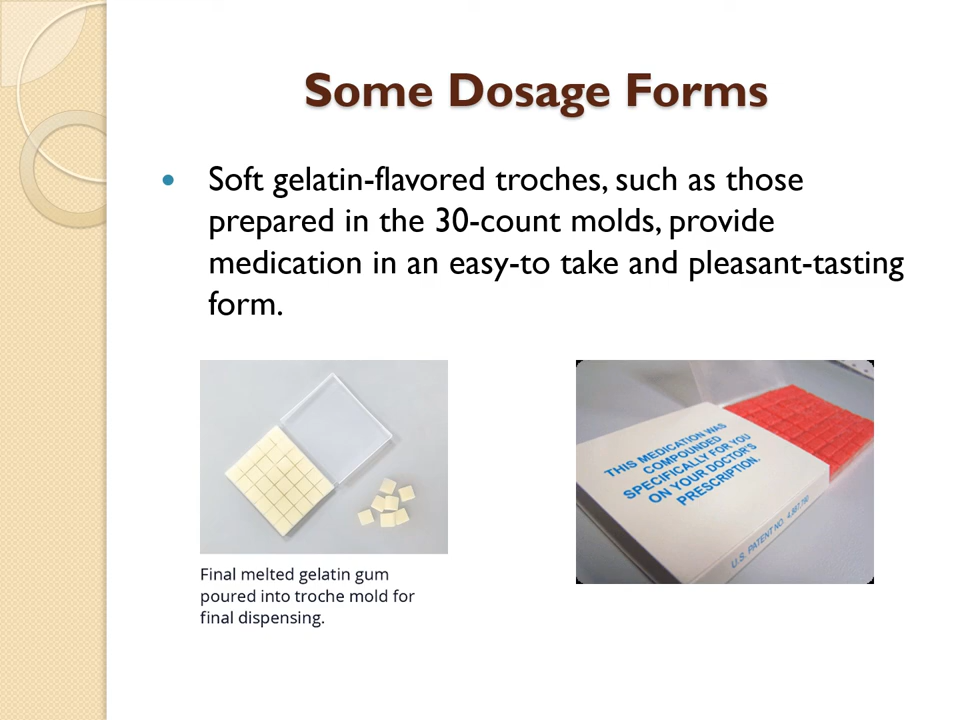 Some Dosage Forms
• Soft gelatin-flavored troches, such as those
prepared in the 30-count molds, provide
medication in an easy-to take and pleasant-tasting
form.
THIS MEDICATION WAS
COMPOUNDED
SPECIFICALLY FOR YOU
ON YOUR DOCTOR'S
PRESCRIPTION.
U.S. PATENT NO.
Final melted gelatin gum
poured into troche mold for
final dispensing.